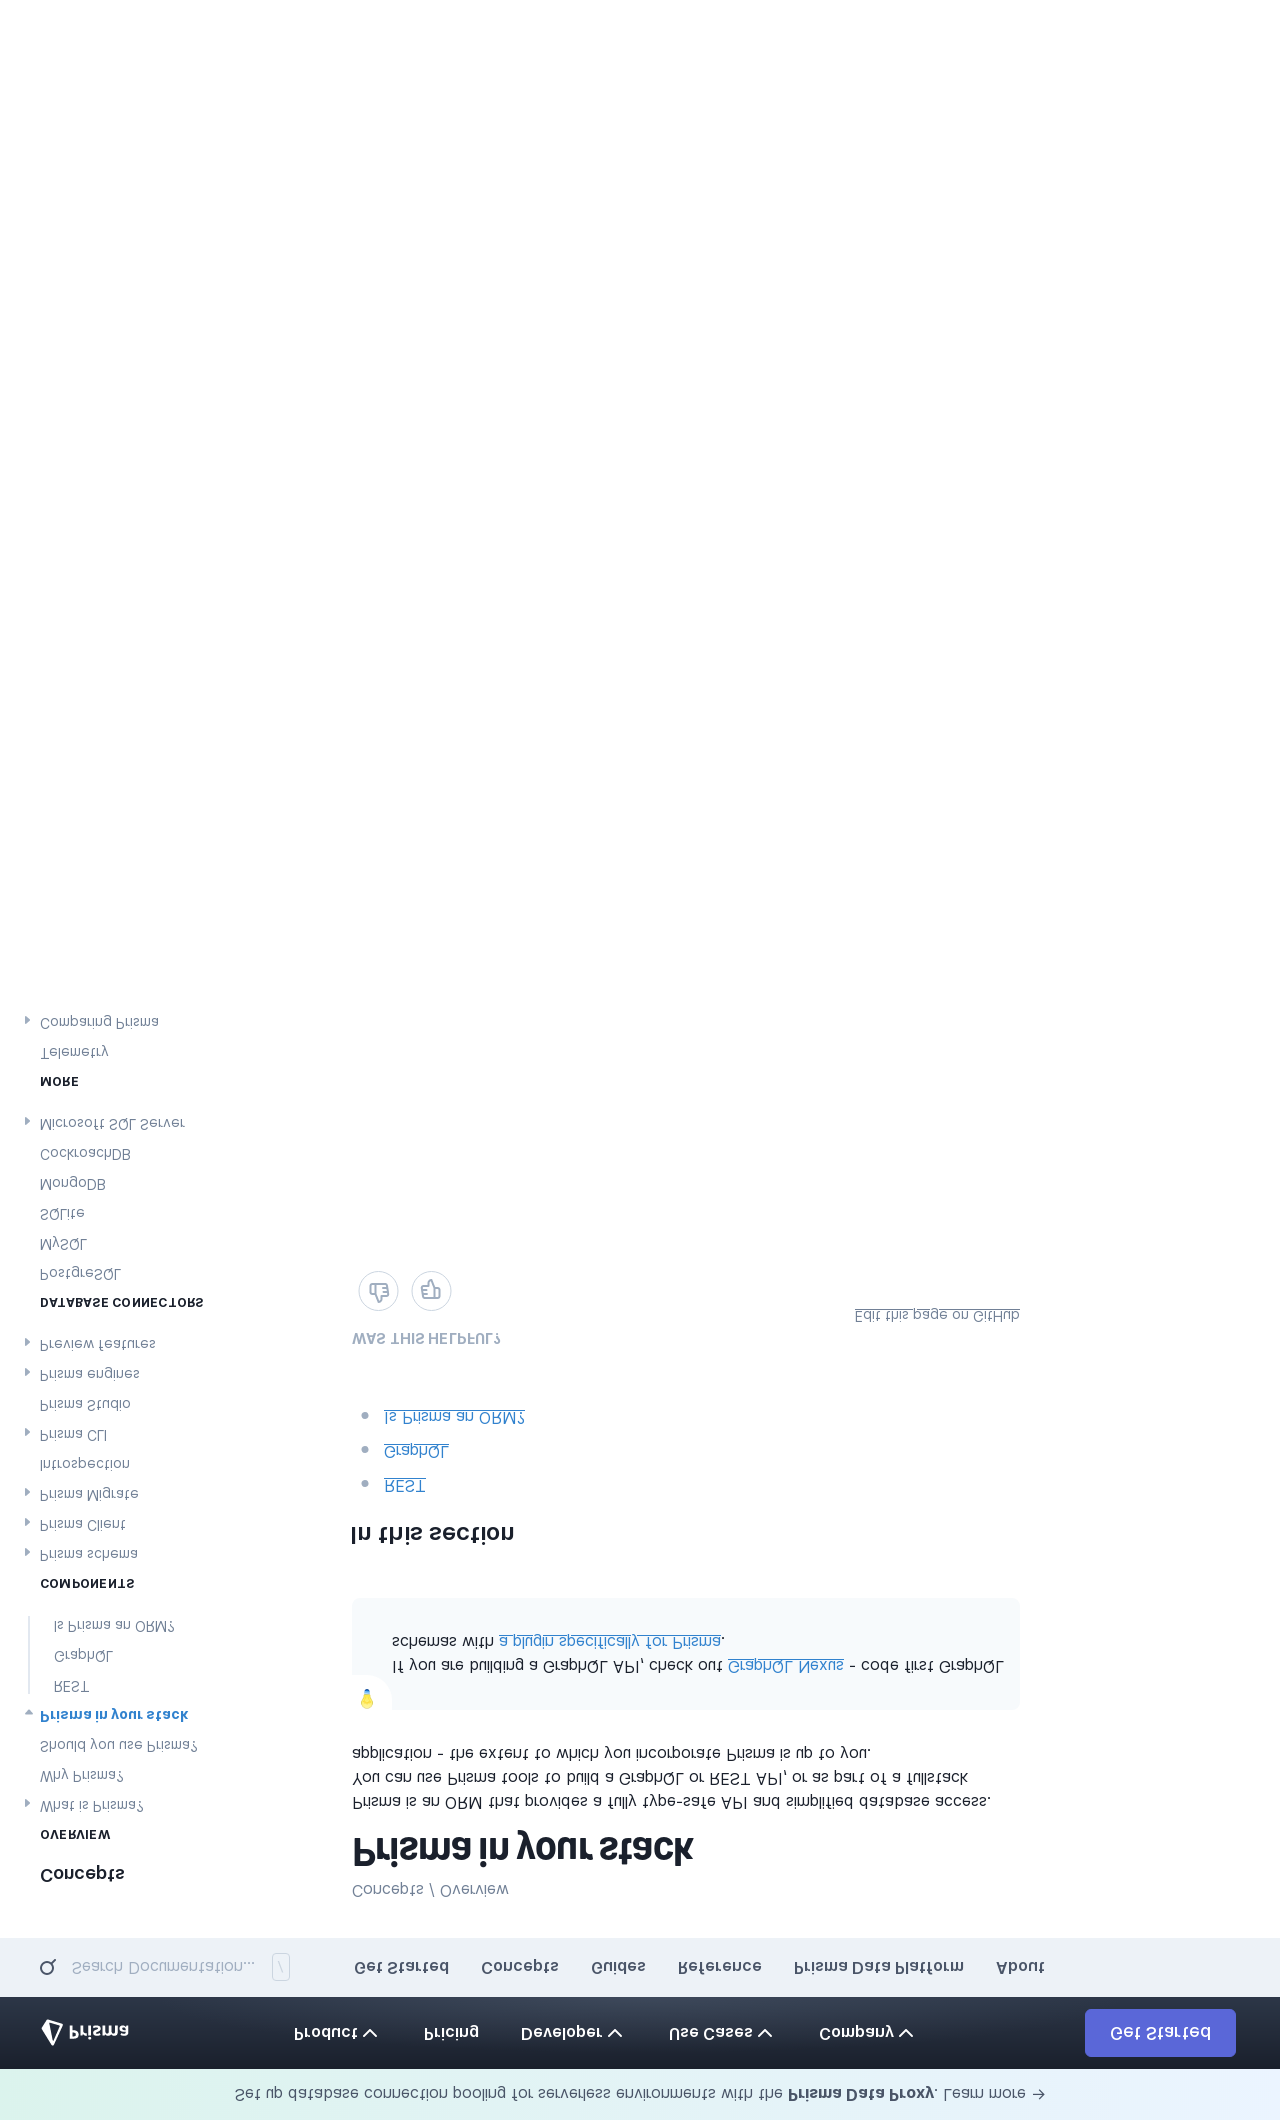 Set up database connection pooling for serverless environments with the Prisma Data Proxy. Learn more →
Prisma
Product
Pricing
Developer
Use Cases
Company
Get Started
Search Documentation...
/
Get Started
Concepts
Guides
Reference
Prisma Data Platform
About
Concepts
OVERVIEW
What is Prisma?
Why Prisma?
Should you use Prisma?
Prisma in your stack
REST
GraphQL
Is Prisma an ORM?
COMPONENTS
Prisma schema
Prisma Client
Prisma Migrate
Introspection
Prisma CLI
Prisma Studio
Prisma engines
Preview features
DATABASE CONNECTORS
PostgreSQL
MySQL
SQLite
MongoDB
CockroachDB
Microsoft SQL Server
MORE
Telemetry
Comparing Prisma
Concepts / Overview
Prisma in your stack
Prisma is an ORM that provides a fully type-safe API and simplified database access.
You can use Prisma tools to build a GraphQL or REST API, or as part of a fullstack
application - the extent to which you incorporate Prisma is up to you.
If you are building a GraphQL API, check out GraphQL Nexus - code first GraphQL
schemas with a plugin specifically for Prisma.
In this section
REST
GraphQL
Is Prisma an ORM?
WAS THIS HELPFUL?
Edit this page on GitHub